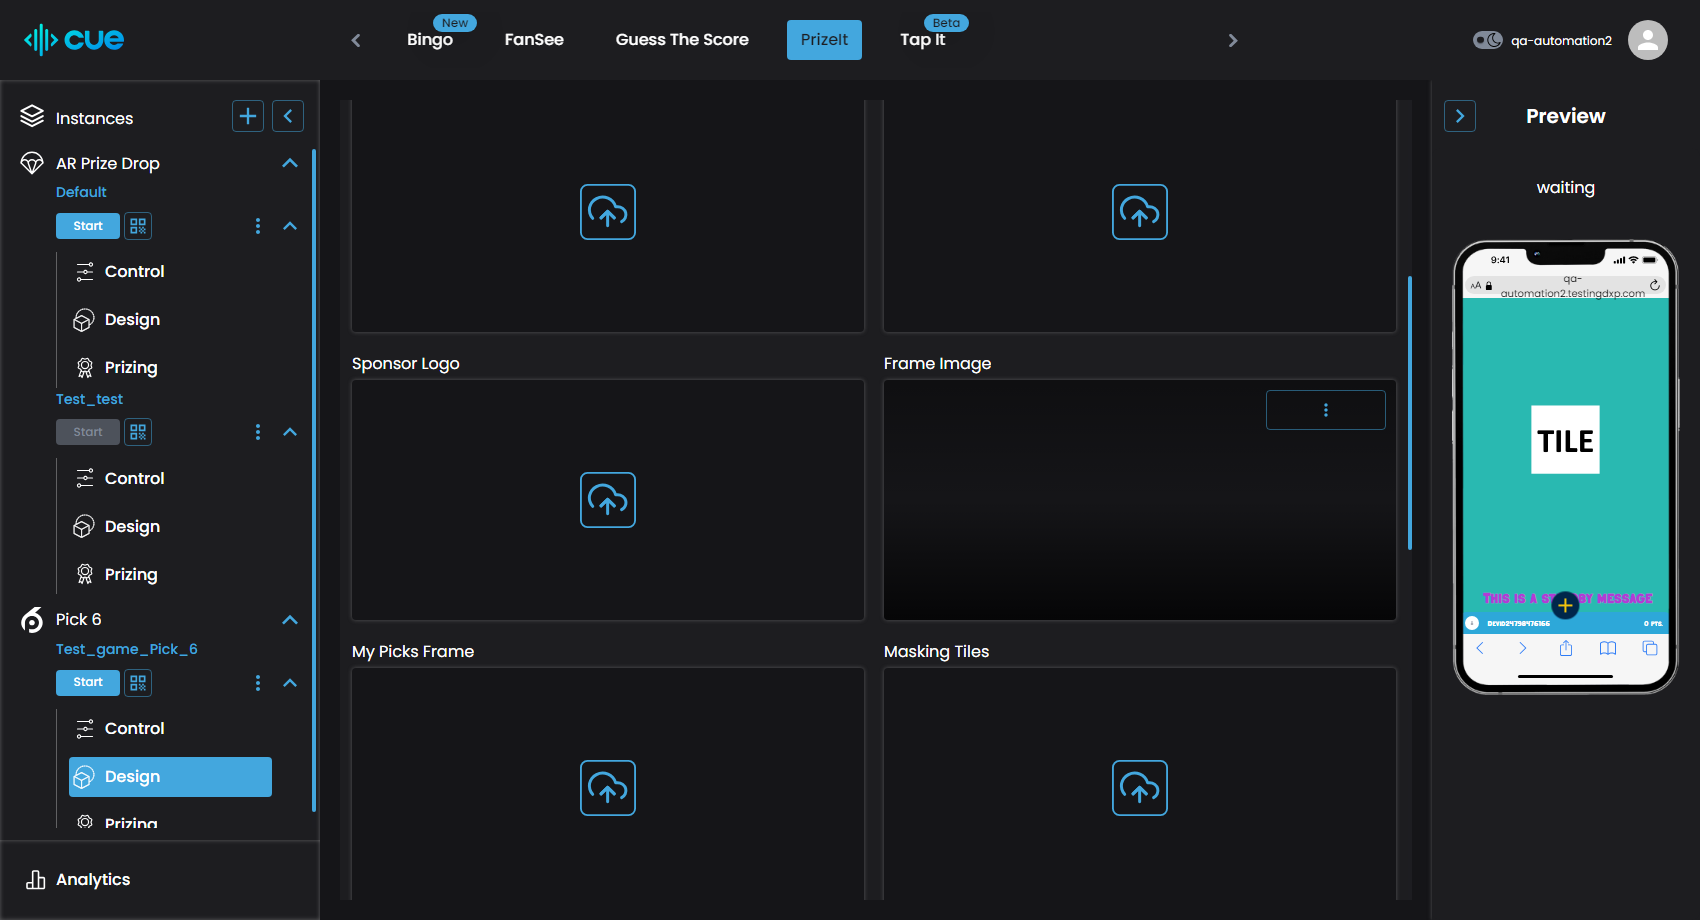 cue
New
Bingo
FanSee
Guess The Score
PrizeIt
Beta
Tap It
qa-automation2
Instances
AR Prize Drop
Default
Start
Control
Design
Prizing
Test_test
Start
Control
Design
Prizing
Pick 6
Test_game_Pick_6
Start
Control
Design
Prizing
Analytics
Sponsor Logo
Frame Image
My Picks Frame
Masking Tiles
Preview
waiting
9:41
AA
qa-
automation2.testingdxp.com
TILE
THIS IS A ST BY MESSAGE
0 PTS.